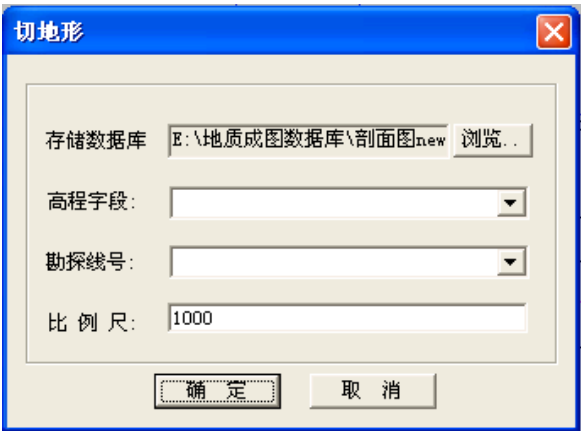 切地形
存储数据库 E:\地质成图数据库\剖面图new 浏览..
高程字段:
勘探线号:
比 例 尺: 1000
确 定 取 消